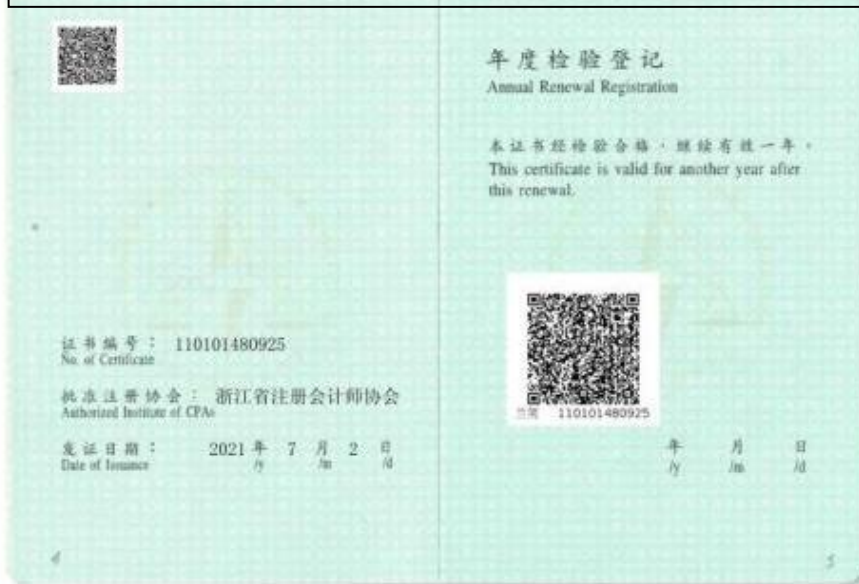 证书编号： 110101480925
No. of Certificate
批准注册协会： 浙江省注册会计师协会
Authorized Institute of CPAs
发证日期： 2021 年 7 月 2 日
Date of Issuance /y /m /d
4
年度检验登记
Annual Renewal Registration
本证书经检验合格，继续有效一年。
This certificate is valid for another year after
this renewal.
110101480925
年 月 日
/y /m /d
5